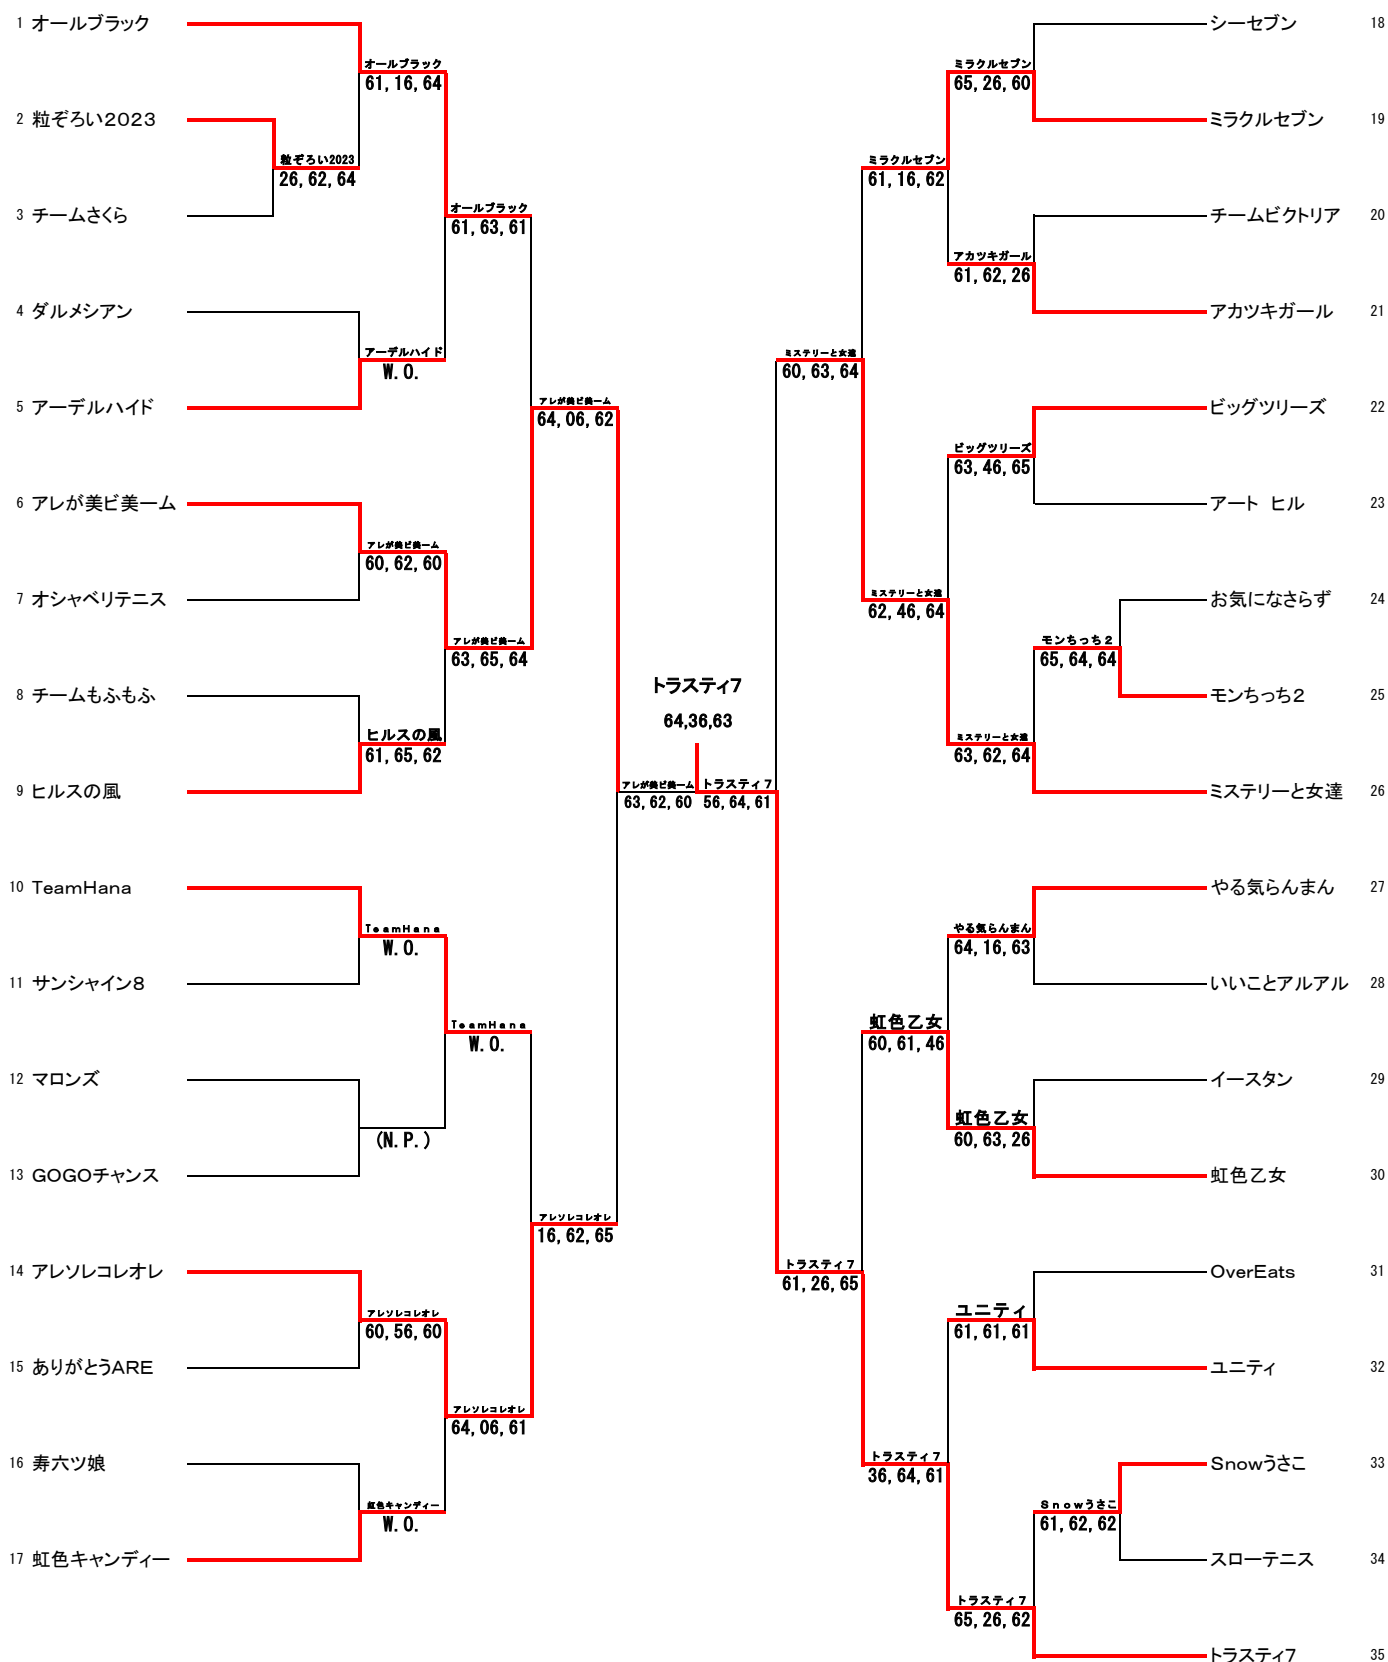 1 オールブラック
オールブラック
61, 16, 64
2 粒ぞろい2023
粒ぞろい2023
26, 62, 64
3 チームさくら
オールブラック
61, 63, 61
4 ダルメシアン
アーデルハイド
W.O.
5 アーデルハイド
アレが美ビ美ーム
64, 06, 62
6 アレが美ビ美ーム
アレが美ビ美ーム
60, 62, 60
7 オシャベリテニス
アレが美ビ美ーム
63, 65, 64
8 チームもふもふ
ヒルスの風
61, 65, 62
9 ヒルスの風
アレが美ビ美ーム
63, 62, 60
10 TeamHana
TeamHana
W.O.
11 サンシャイン8
TeamHana
W.O.
12 マロンズ
(N.P.)
13 GOGOチャンス
アレソレコレオレ
16, 62, 65
14 アレソレコレオレ
アレソレコレオレ
60, 56, 60
15 ありがとうARE
アレソレコレオレ
64, 06, 61
16 寿六ツ娘
虹色キャンディー
W.O.
17 虹色キャンディー
トラスティ7
64,36,63
シーセブン 18
ミラクルセブン
65, 26, 60
ミラクルセブン 19
ミラクルセブン
61, 16, 62
チームビクトリア 20
アカツキガール
61, 62, 26
アカツキガール 21
ミステリーと女達
60, 63, 64
ビッグツリーズ 22
ビッグツリーズ
63, 46, 65
アート ヒル 23
ミステリーと女達
62, 46, 64
お気になさらず 24
モンちっち2
65, 64, 64
モンちっち2 25
ミステリーと女達
63, 62, 64
ミステリーと女達 26
トラスティ7
56, 64, 61
やる気らんまん 27
やる気らんまん
64, 16, 63
いいことアルアル 28
虹色乙女
60, 61, 46
イースタン 29
虹色乙女
60, 63, 26
虹色乙女 30
トラスティ7
61, 26, 65
OverEats 31
ユニティ
61, 61, 61
ユニティ 32
トラスティ7
36, 64, 61
Snowうさこ 33
Snowうさこ
61, 62, 62
スローテニス 34
トラスティ7
65, 26, 62
トラスティ7 35